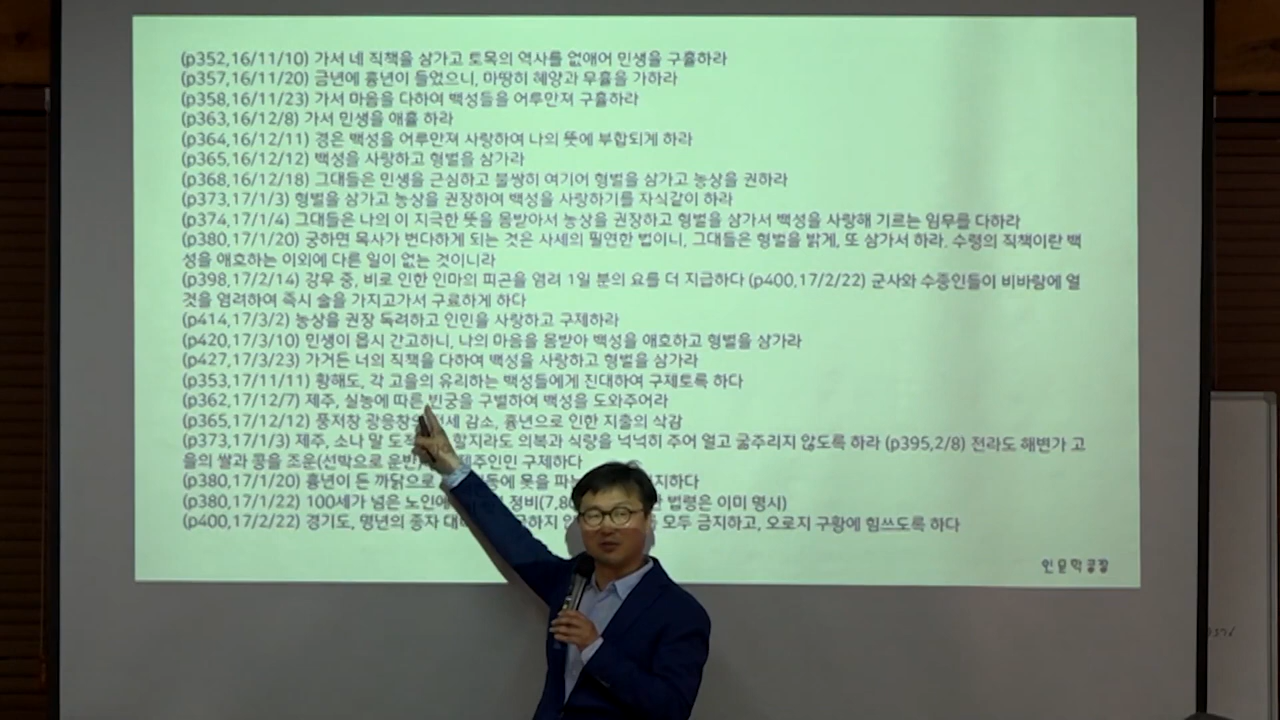 (p352,16/11/10) 가서 네 직책을 삼가고 토목의 역사를 없애어 민생을 구휼하라
(p357,16/11/20) 금년에 흉년이 들었으니, 마땅히 혜양과 무휼을 가하라
(p358,16/11/23) 가서 마음을 다하여 백성들을 어루만져 구휼하라
(p363,16/12/8) 가서 민생을 애휼 하라
(p364,16/12/11) 경은 백성을 어루만져 사랑하여 나의 뜻에 부합되게 하라
(p365,16/12/12) 백성을 사랑하고 형벌을 삼가라
(p368,16/12/18) 그대들은 민생을 근심하고 불쌍히 여기어 형벌을 삼가고 농상을 권하라
(p373,17/1/3) 형벌을 삼가고 농상을 권장하여 백성을 사랑하기를 자식같이 하라
(p374,17/1/4) 그대들은 나의 이 지극한 뜻을 몸받아서 농상을 권장하고 형벌을 삼가서 백성을 사랑해 기르는 임무를 다하라
(p380,17/1/20) 궁하면 옥사가 번다하게 되는 것은 사세의 필연한 법이니, 그대들은 형벌을 밝게, 또 삼가서 하라. 수령의 직책이란 백
성을 애호하는 이외에 다른 일이 없는 것이니라
(p398,17/2/14) 강무 중, 비로 인한 인마의 피곤을 염려 1일 분의 요를 더 지급하다 (p400,17/2/22) 군사와 수종인들이 비바람에 얼
것을 염려하여 즉시 술을 가지고가서 구료하게 하다
(p414,17/3/2) 농상을 권장 독려하고 인민을 사랑하고 구제하라
(p420,17/3/10) 민생이 몹시 간고하니, 나의 마음을 몸받아 백성을 애호하고 형벌을 삼가라
(p427,17/3/23) 가거든 너의 직책을 다하여 백성을 사랑하고 형벌을 삼가라
(p353,17/11/11) 황해도, 각 고을의 유리하는 백성들에게 진대하여 구제토록 하다
(p362,17/12/7) 제주, 실농에 따른 빈궁을 구별하여 백성을 도와주어라
(p365,17/12/12) 풍저창 광흥창의 전세 감소, 흉년으로 인한 지출의 삭감
(p373,17/1/3) 제주, 소나 말 도적 할지라도 의복과 식량을 넉넉히 주어 얼고 굶주리지 않도록 하라 (p395,2/8) 전라도 해변가 고
을의 쌀과 콩을 조운(선박으로 운반) 제주인민 구제하다
(p380,17/1/20) 흉년이 든 까닭으로 동에 못을 파는 지하다
(p380,17/1/22) 100세가 넘은 노인에 정비(7,80 법령은 이미 명시)
(p400,17/2/22) 경기도, 명년의 종자 대 모두 금지하고, 오로지 구황에 힘쓰도록 하다
인문학공장